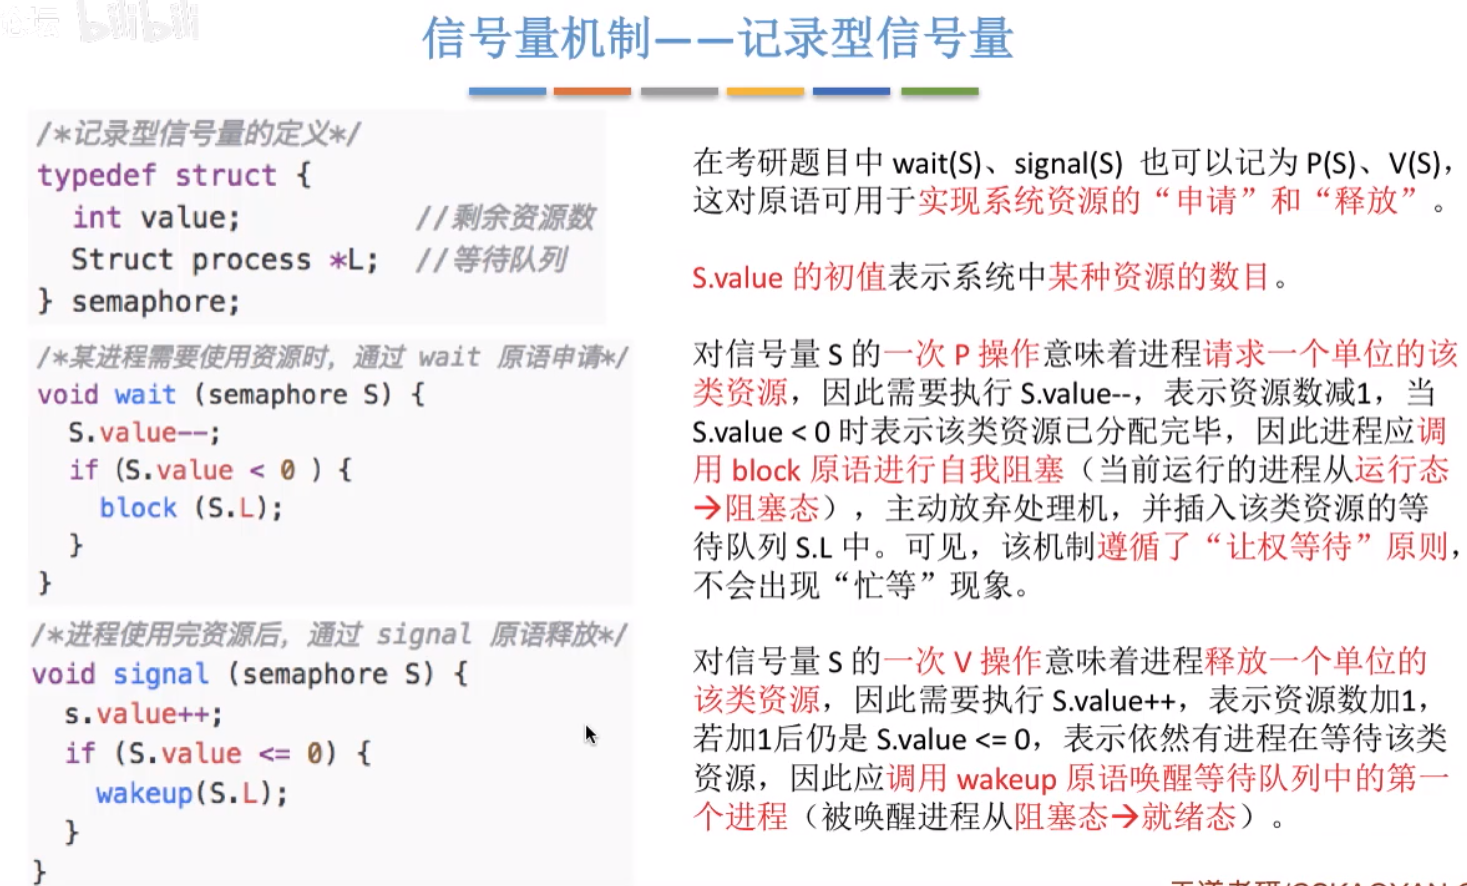 bilibili
信号量机制——记录型信号量
/*记录型信号量的定义*/
typedef struct {
int value; //剩余资源数
Struct process *L; //等待队列
} semaphore;
/*某进程需要使用资源时，通过 wait 原语申请*/
void wait (semaphore S) {
S.value--;
if (S.value < 0 ) {
block (S.L);
}
}
/*进程使用完资源后，通过 signal 原语释放*/
void signal (semaphore S) {
s.value++;
if (S.value <= 0) {
wakeup(S.L);
}
}
在考研题目中 wait(S)、signal(S) 也可以记为 P(S)、V(S)，
这对原语可用于实现系统资源的“申请”和“释放”。
S.value 的初值表示系统中某种资源的数目。
对信号量 S 的一次 P 操作意味着进程请求一个单位的该
类资源，因此需要执行 S.value--，表示资源数减1，当
S.value < 0 时表示该类资源已分配完毕，因此进程应调
用 block 原语进行自我阻塞（当前运行的进程从运行态
→阻塞态），主动放弃处理机，并插入该类资源的等
待队列 S.L 中。可见，该机制遵循了“让权等待”原则，
不会出现“忙等”现象。
对信号量 S 的一次 V 操作意味着进程释放一个单位的
该类资源，因此需要执行 S.value++，表示资源数加1，
若加1后仍是 S.value <= 0，表示依然有进程在等待该类
资源，因此应调用 wakeup 原语唤醒等待队列中的第一
个进程（被唤醒进程从阻塞态→就绪态）。